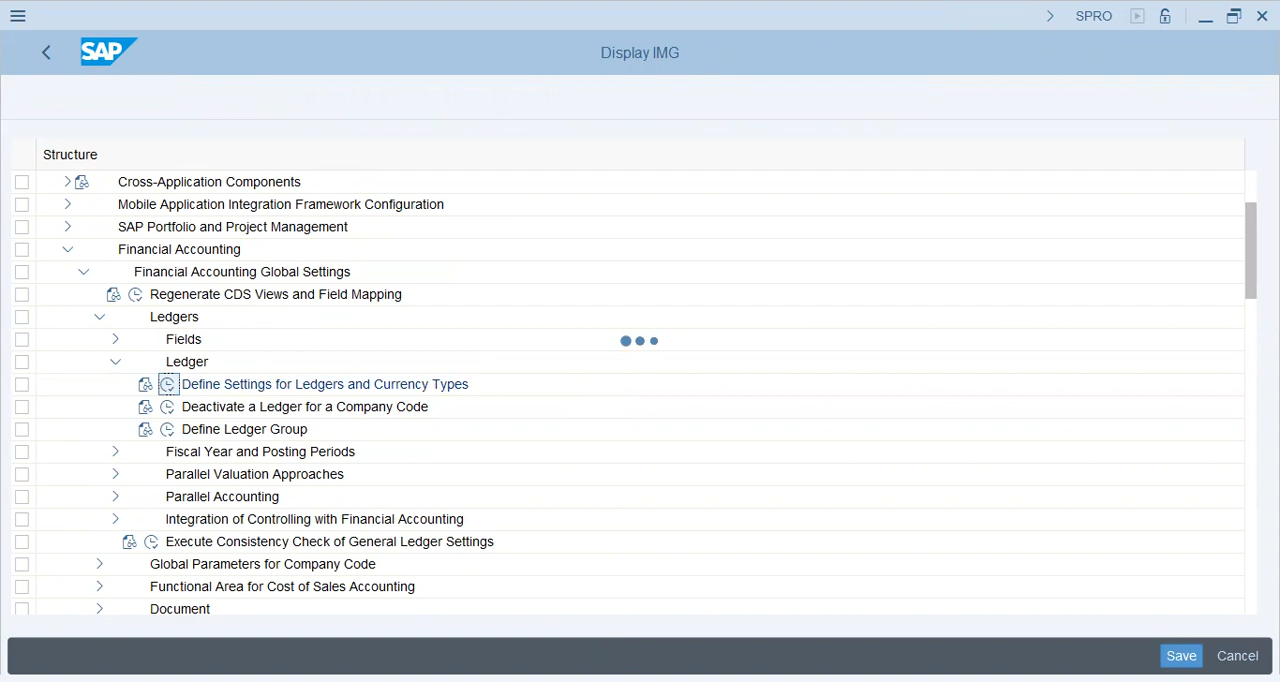 SPRO
SAP
Display IMG
Structure
Cross-Application Components
Mobile Application Integration Framework Configuration
SAP Portfolio and Project Management
Financial Accounting
Financial Accounting Global Settings
Regenerate CDS Views and Field Mapping
Ledgers
Fields
Ledger
Define Settings for Ledgers and Currency Types
Deactivate a Ledger for a Company Code
Define Ledger Group
Fiscal Year and Posting Periods
Parallel Valuation Approaches
Parallel Accounting
Integration of Controlling with Financial Accounting
Execute Consistency Check of General Ledger Settings
Global Parameters for Company Code
Functional Area for Cost of Sales Accounting
Document
Save Cancel